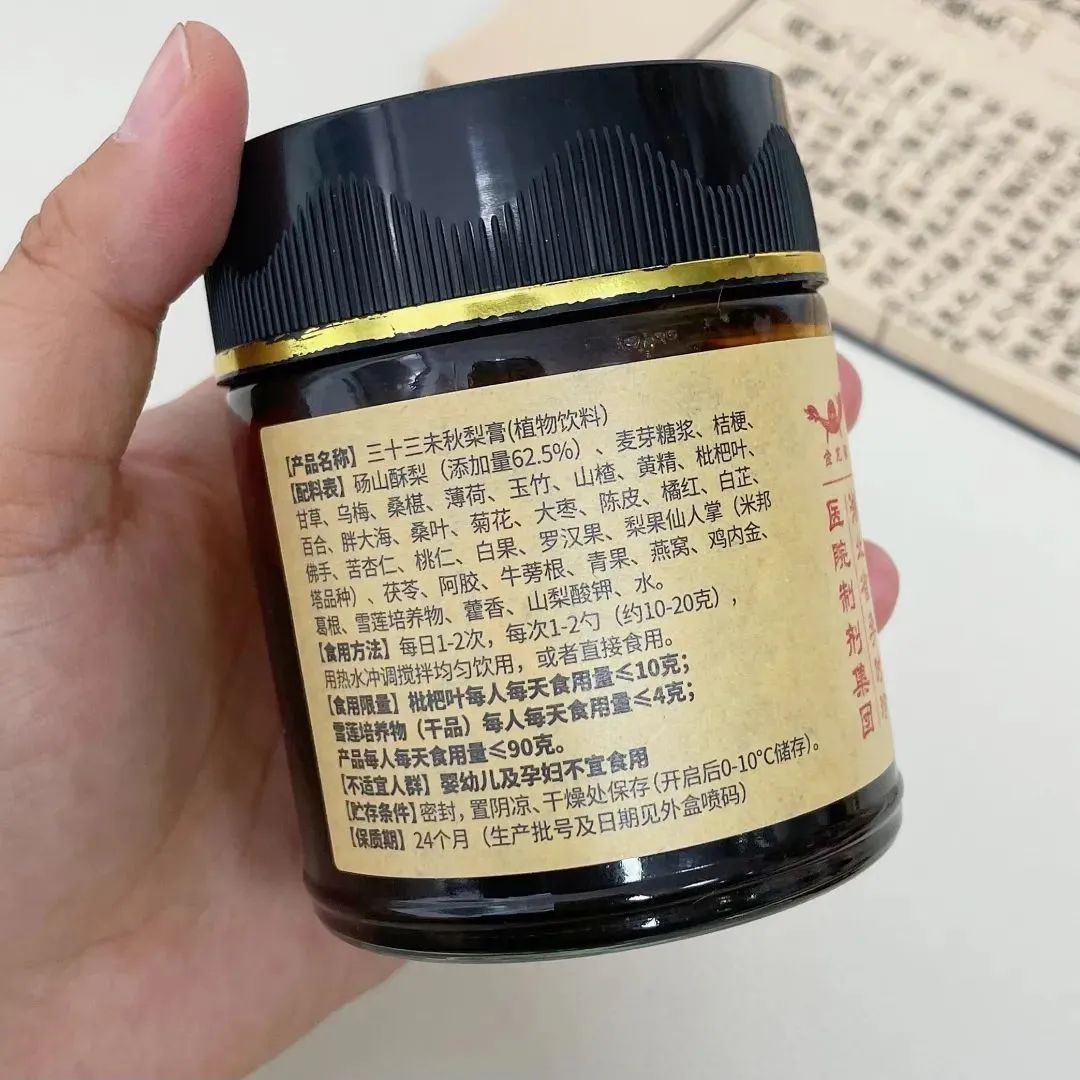 【产品名称】三十三未秋梨膏(植物饮料)
【配料表】砀山酥梨（添加量62.5%）、麦芽糖浆、桔梗、
甘草、乌梅、桑椹、薄荷、玉竹、山楂、黄精、枇杷叶、
百合、胖大海、桑叶、菊花、大枣、陈皮、橘红、白芷、
佛手、苦杏仁、桃仁、白果、罗汉果、梨果仙人掌（米邦
塔品种）、茯苓、阿胶、牛蒡根、青果、燕窝、鸡内金、
葛根、雪莲培养物、藿香、山梨酸钾、水。
【食用方法】每日1-2次，每次1-2勺（约10-20克），
用热水冲调搅拌均匀饮用，或者直接食用。
【食用限量】枇杷叶每人每天食用量≤10克；
雪莲培养物（干品）每人每天食用量≤4克；
产品每人每天食用量≤90克。
【不适宜人群】婴幼儿及孕妇不宜食用
【贮存条件】密封，置阴凉、干燥处保存（开启后0-10°C储存）。
【保质期】24个月（生产批号及日期见外盒喷码）
医院制剂集团